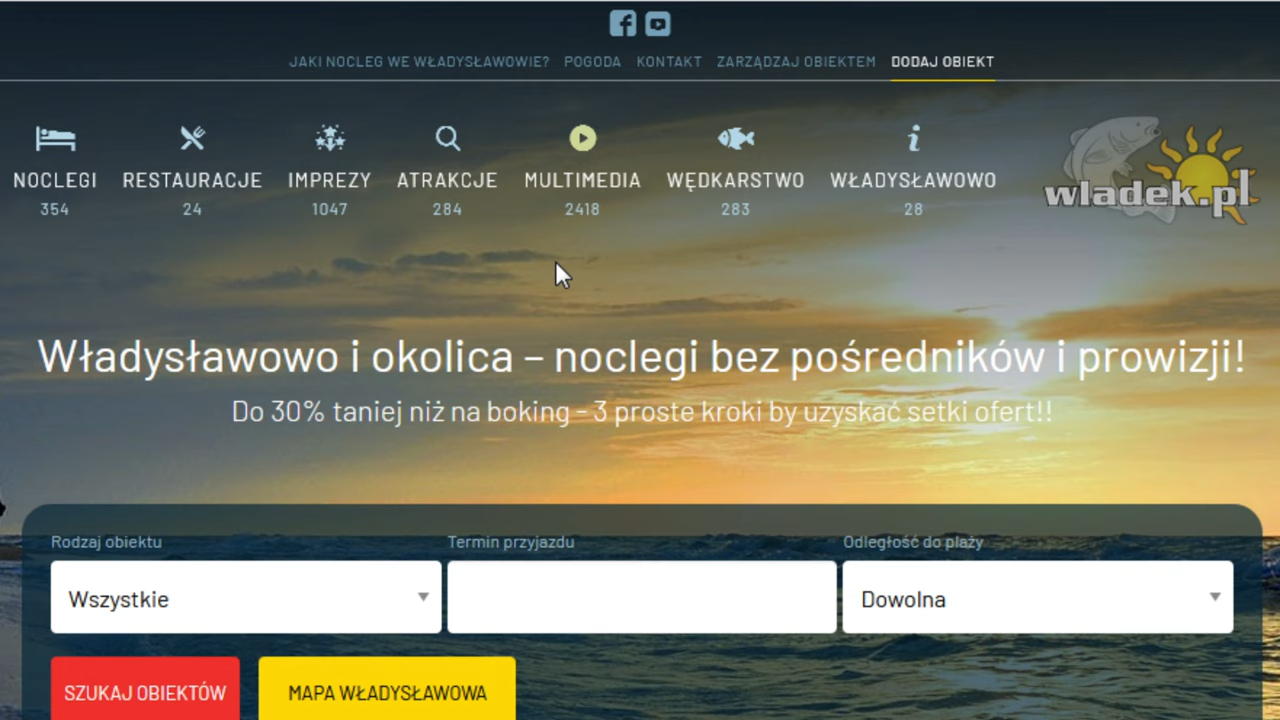 JAKI NOCLEG WE WŁADYSŁAWOWIE? POGODA KONTAKT ZARZĄDZAJ OBIEKTEM DODAJ OBIEKT
NOCLEGI RESTAURACJE IMPREZY ATRAKCJE MULTIMEDIA WĘDKARSTWO WŁADYSŁAWOWO
354 24 1047 284 2418 283 28
wladek.pl
Władysławowo i okolica – noclegi bez pośredników i prowizji!
Do 30% taniej niż na boking - 3 proste kroki by uzyskać setki ofert!!
Rodzaj obiektu Termin przyjazdu Odległość do plaży
Wszystkie Dowolna
SZUKAJ OBIEKTÓW MAPA WŁADYSŁAWOWA